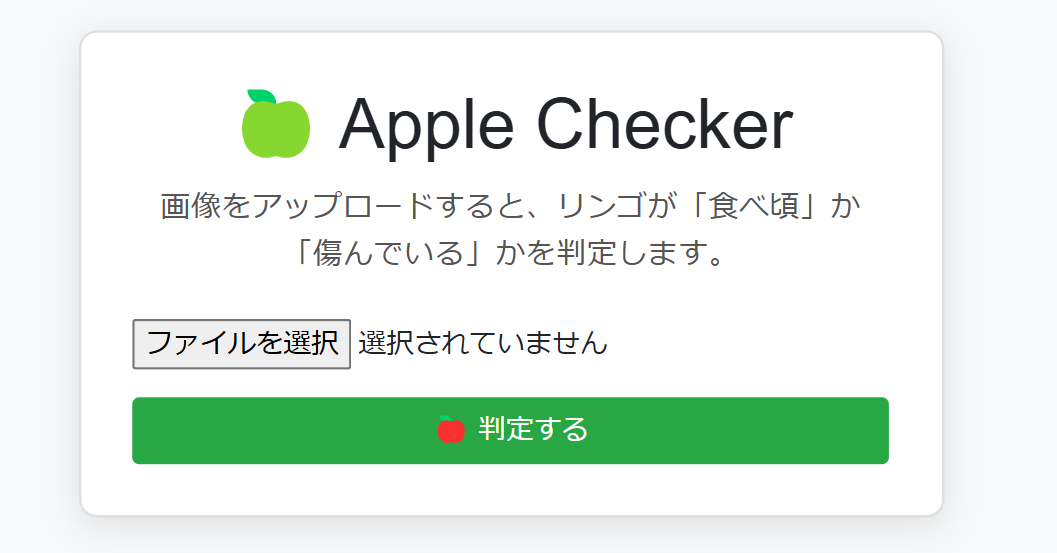 Apple Checker
画像をアップロードすると、リンゴが「食べ頃」か
「傷んでいる」かを判定します。
ファイルを選択 選択されていません
判定する